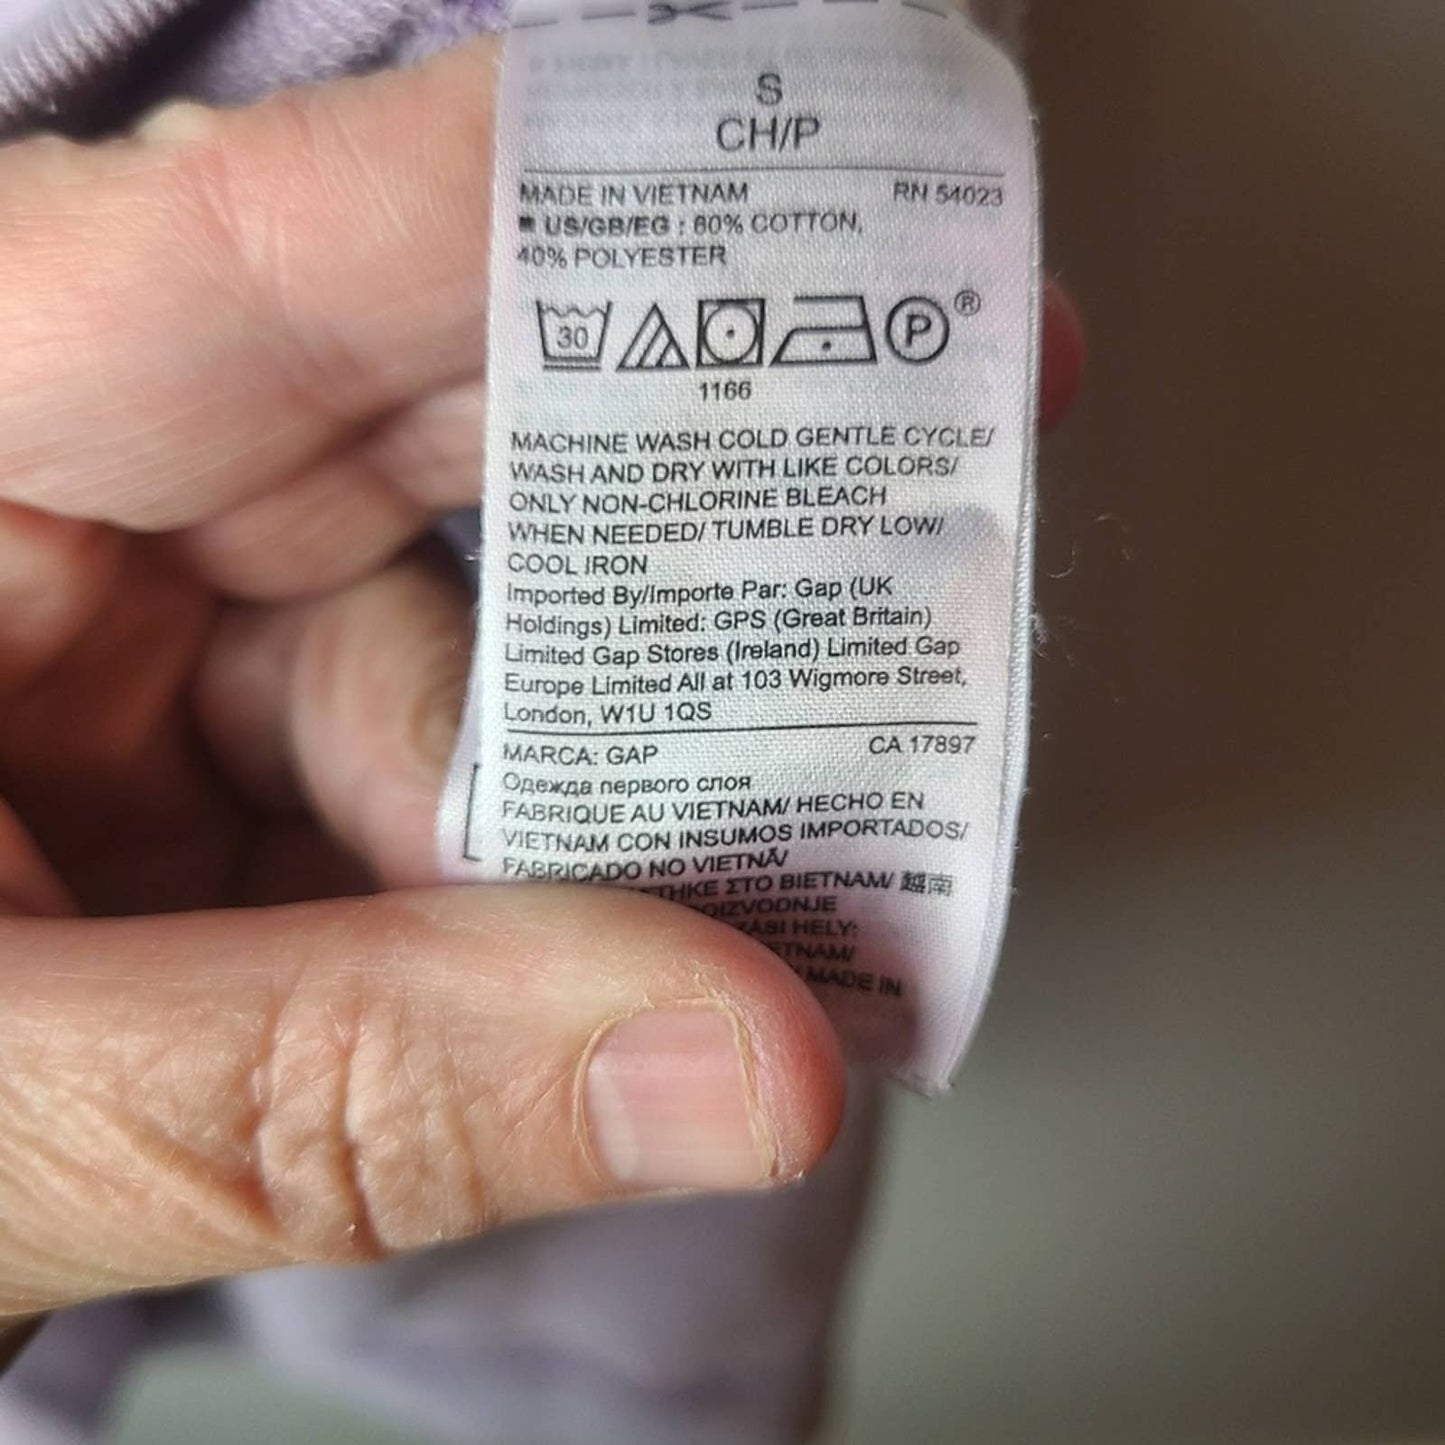 S
CH/P
MADE IN VIETNAM RN 54023
US/GB/EG : 60% COTTON,
40% POLYESTER
30 P ®
1166
MACHINE WASH COLD GENTLE CYCLE/
WASH AND DRY WITH LIKE COLORS/
ONLY NON-CHLORINE BLEACH
WHEN NEEDED/ TUMBLE DRY LOW/
COOL IRON
Imported By/Importe Par: Gap (UK
Holdings) Limited: GPS (Great Britain)
Limited Gap Stores (Ireland) Limited Gap
Europe Limited All at 103 Wigmore Street,
London, W1U 1QS
MARCA: GAP CA 17897
Одежда первого слоя
FABRIQUE AU VIETNAM/ HECHO EN
VIETNAM CON INSUMOS IMPORTADOS/
FABRICADO NO VIETNÃ/
ΣΤΟ ΒΙΕΤΝΑΜ/ 越南
HELY:
MADE IN